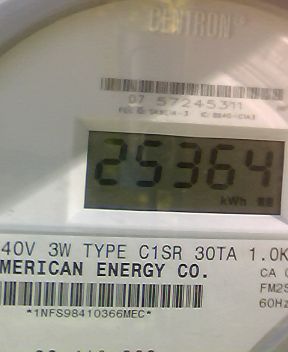 CENTRON
07 57245311
25364
kWh
40V 3W TYPE C1SR 30TA 1.0K
MERICAN ENERGY CO.
CA
FM2S
60Hz
*1NFS98410366MEC*